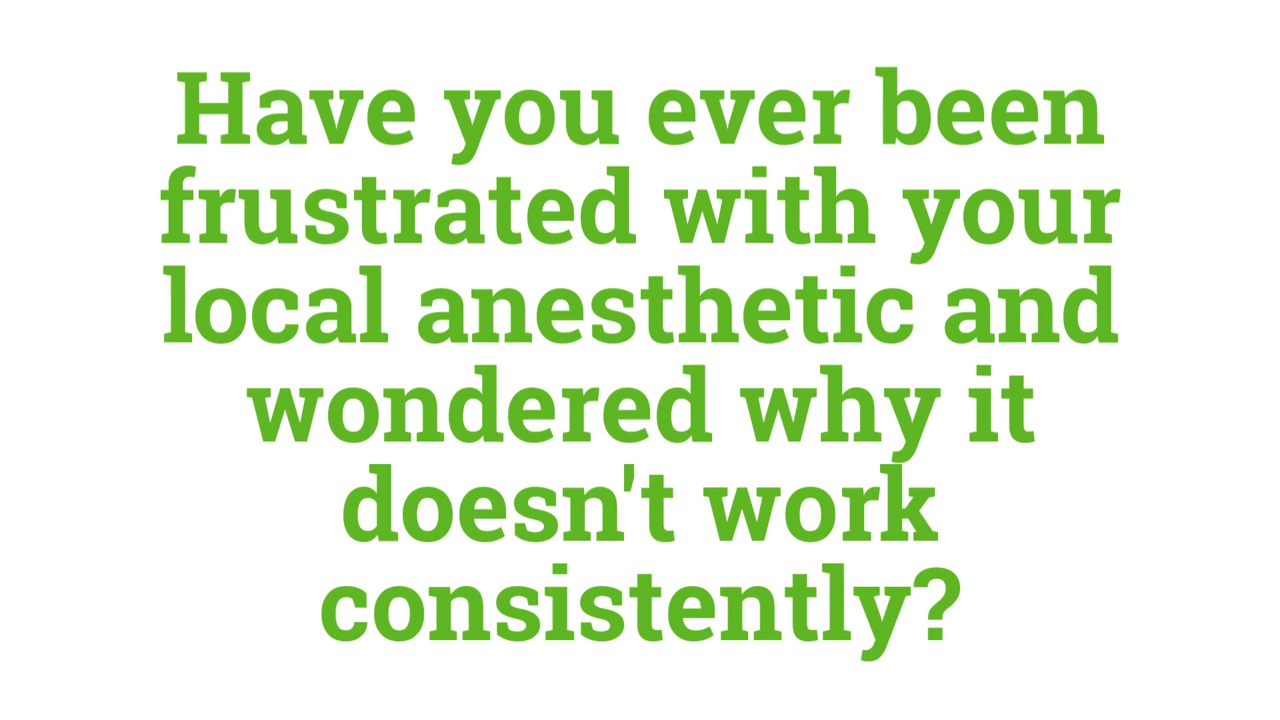 Have you ever been
frustrated with your
local anesthetic and
wondered why it
doesn't work
consistently?